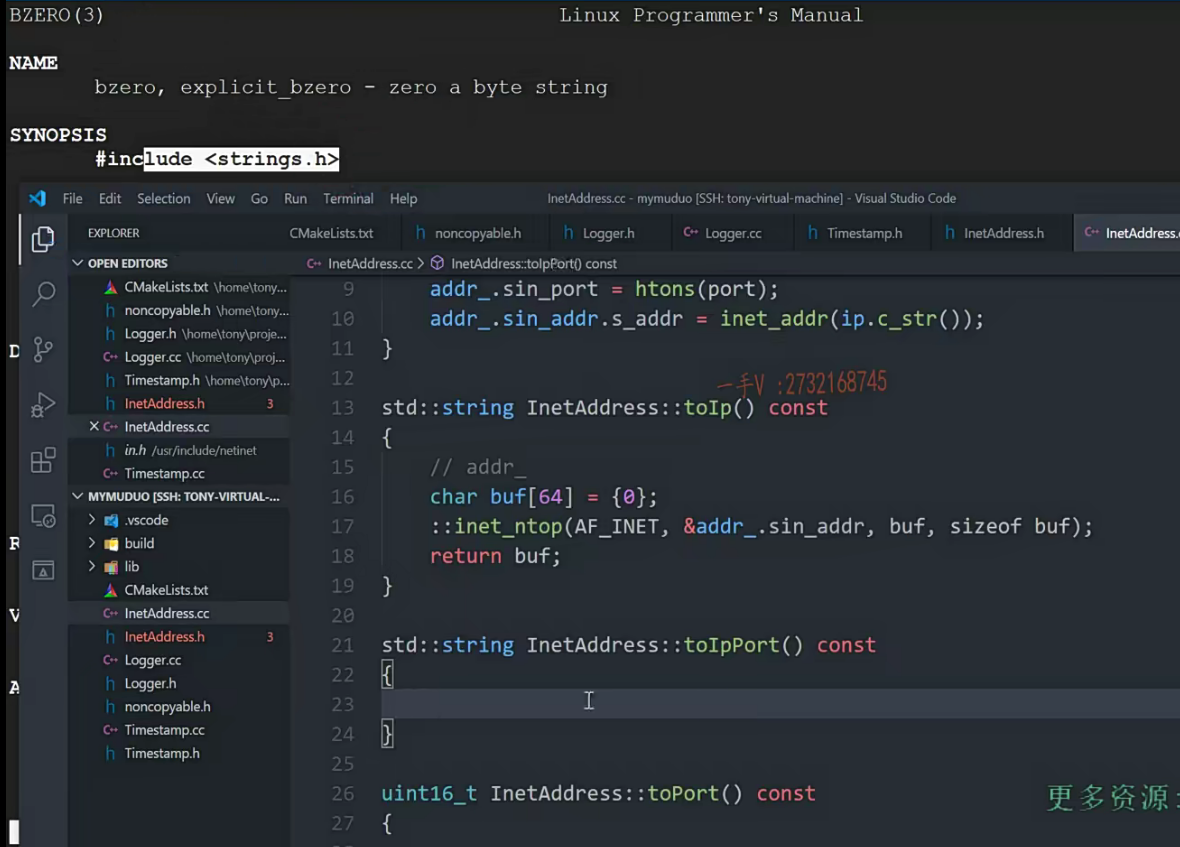 BZERO(3) Linux Programmer's Manual
NAME
bzero, explicit_bzero - zero a byte string
SYNOPSIS
#include <strings.h>
File Edit Selection View Go Run Terminal Help InetAddress.cc - mymuduo [SSH: tony-virtual-machine] - Visual Studio Code
EXPLORER
CMakeLists.txt h noncopyable.h h Logger.h C++ Logger.cc h Timestamp.h h InetAddress.h C++ InetAddress.
OPEN EDITORS
CMakeLists.txt \home\tony...
h noncopyable.h \home\tony...
h Logger.h \home\tony\proje...
C++ Logger.cc \home\tony\proj...
h Timestamp.h \home\tony\p...
h InetAddress.h 3
C++ InetAddress.cc
h in.h /usr/include/netinet
C++ Timestamp.cc
MYMUDUO [SSH: TONY-VIRTUAL-...
.vscode
build
lib
CMakeLists.txt
C++ InetAddress.cc
h InetAddress.h 3
C++ Logger.cc
h Logger.h
h noncopyable.h
C++ Timestamp.cc
h Timestamp.h
D
R
V
A
C++ InetAddress.cc > InetAddress::toIpPort() const
9 addr_.sin_port = htons(port);
10 addr_.sin_addr.s_addr = inet_addr(ip.c_str());
11 }
12
一手V :2732168745
13 std::string InetAddress::toIp() const
14 {
15 // addr_
16 char buf[64] = {0};
17 ::inet_ntop(AF_INET, &addr_.sin_addr, buf, sizeof buf);
18 return buf;
19 }
20
21 std::string InetAddress::toIpPort() const
22 {
23
24 }
25
26 uint16_t InetAddress::toPort() const
27 {
更多资源: